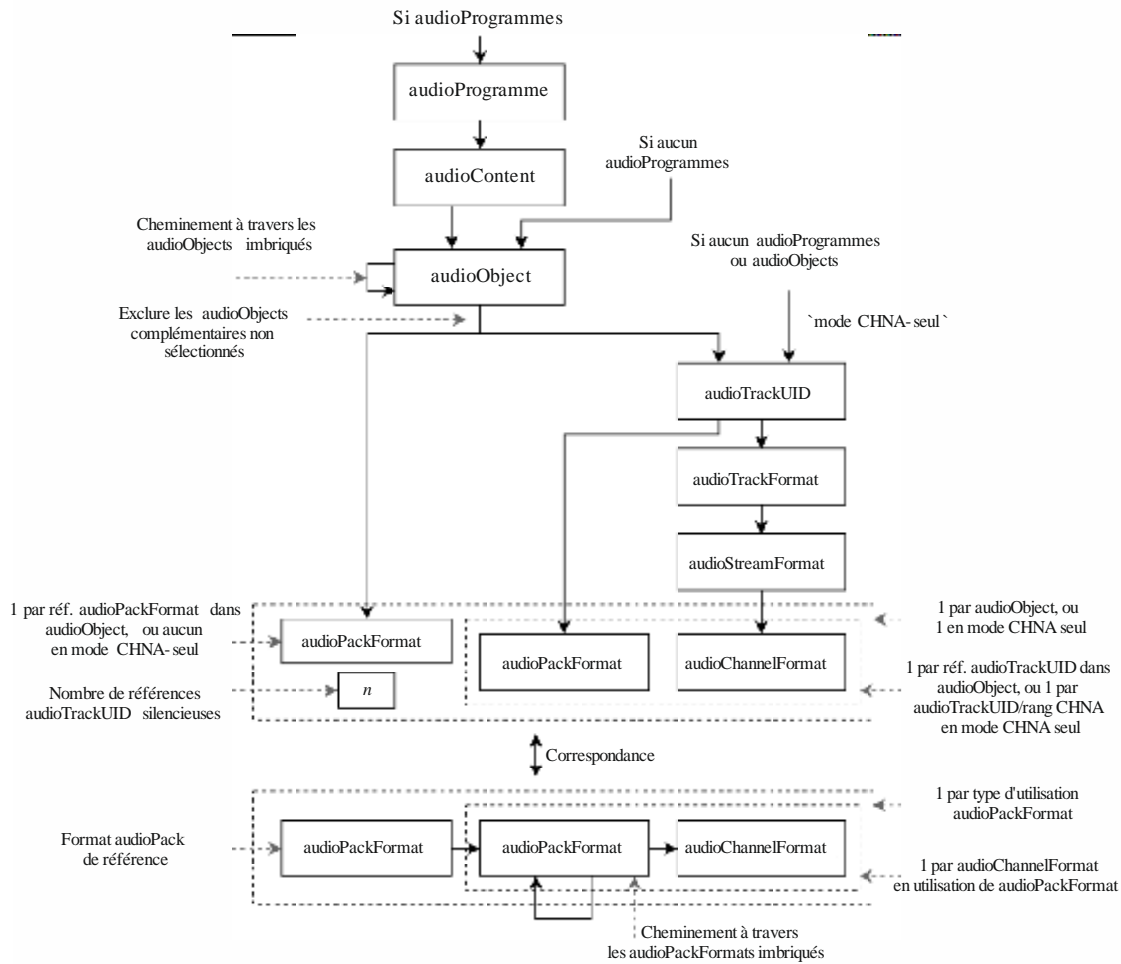 Si audioProgrammes
audioProgramme
Si aucun
audioProgrammes
audioContent
Cheminement à travers les
audioObjects imbriqués
Si aucun audioProgrammes
ou audioObjects
audioObject
Exclure les audioObjects
complémentaires non
sélectionnés
`mode CHNA-seul`
audioTrackUID
audioTrackFormat
audioStreamFormat
1 par réf. audioPackFormat dans
audioObject, ou aucun
en mode CHNA-seul
1 par audioObject, ou
1 en mode CHNA seul
audioPackFormat
audioPackFormat
audioChannelFormat
Nombre de références
audioTrackUID silencieuses
n
1 par réf. audioTrackUID dans
audioObject, ou 1 par
audioTrackUID/rang CHNA
en mode CHNA seul
Correspondance
1 par type d'utilisation
audioPackFormat
Format audioPack
de référence
audioPackFormat
audioPackFormat
audioChannelFormat
1 par audioChannelFormat
en utilisation de audioPackFormat
Cheminement à travers
les audioPackFormats imbriqués